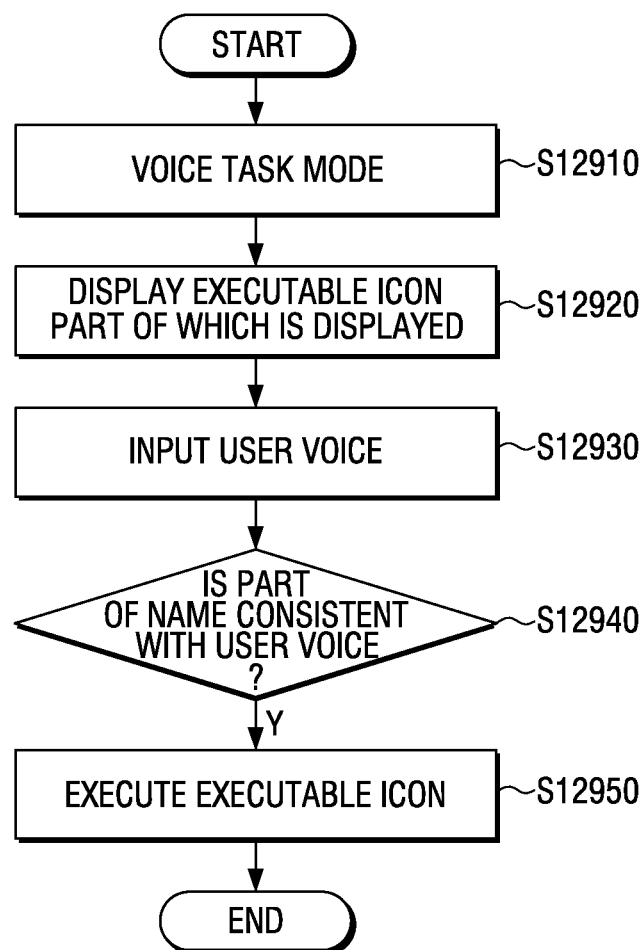 START
VOICE TASK MODE
S12910
DISPLAY EXECUTABLE ICON
PART OF WHICH IS DISPLAYED
S12920
INPUT USER VOICE
S12930
IS PART
OF NAME CONSISTENT
WITH USER VOICE
?
S12940
Y
EXECUTE EXECUTABLE ICON
S12950
END